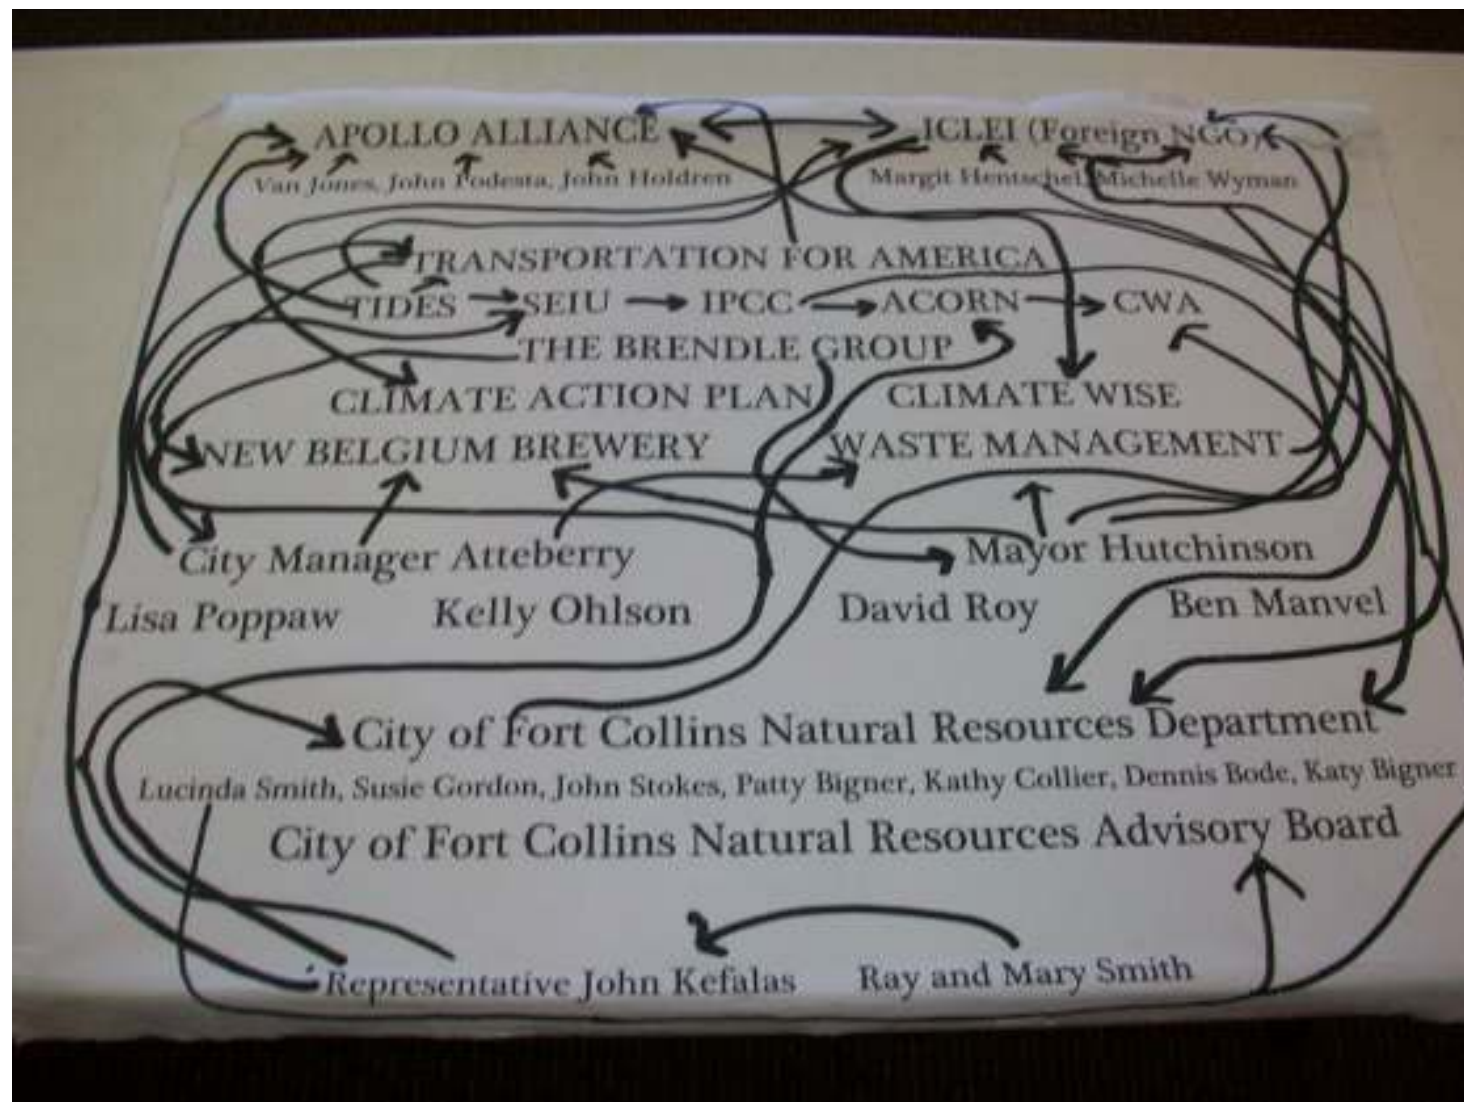 APOLLO ALLIANCE ICLEI (Foreign NGO)
Van Jones, John Podesta, John Holdren Margit Hentschel, Michelle Wyman
TRANSPORTATION FOR AMERICA
TIDES SEIU IPCC ACORN CWA
THE BRENDLE GROUP
CLIMATE ACTION PLAN CLIMATE WISE
NEW BELGIUM BREWERY WASTE MANAGEMENT
City Manager Atteberry Mayor Hutchinson
Lisa Poppaw Kelly Ohlson David Roy Ben Manvel
City of Fort Collins Natural Resources Department
Lucinda Smith, Susie Gordon, John Stokes, Patty Bigner, Kathy Collier, Dennis Bode, Katy Bigner
City of Fort Collins Natural Resources Advisory Board
Representative John Kefalas Ray and Mary Smith